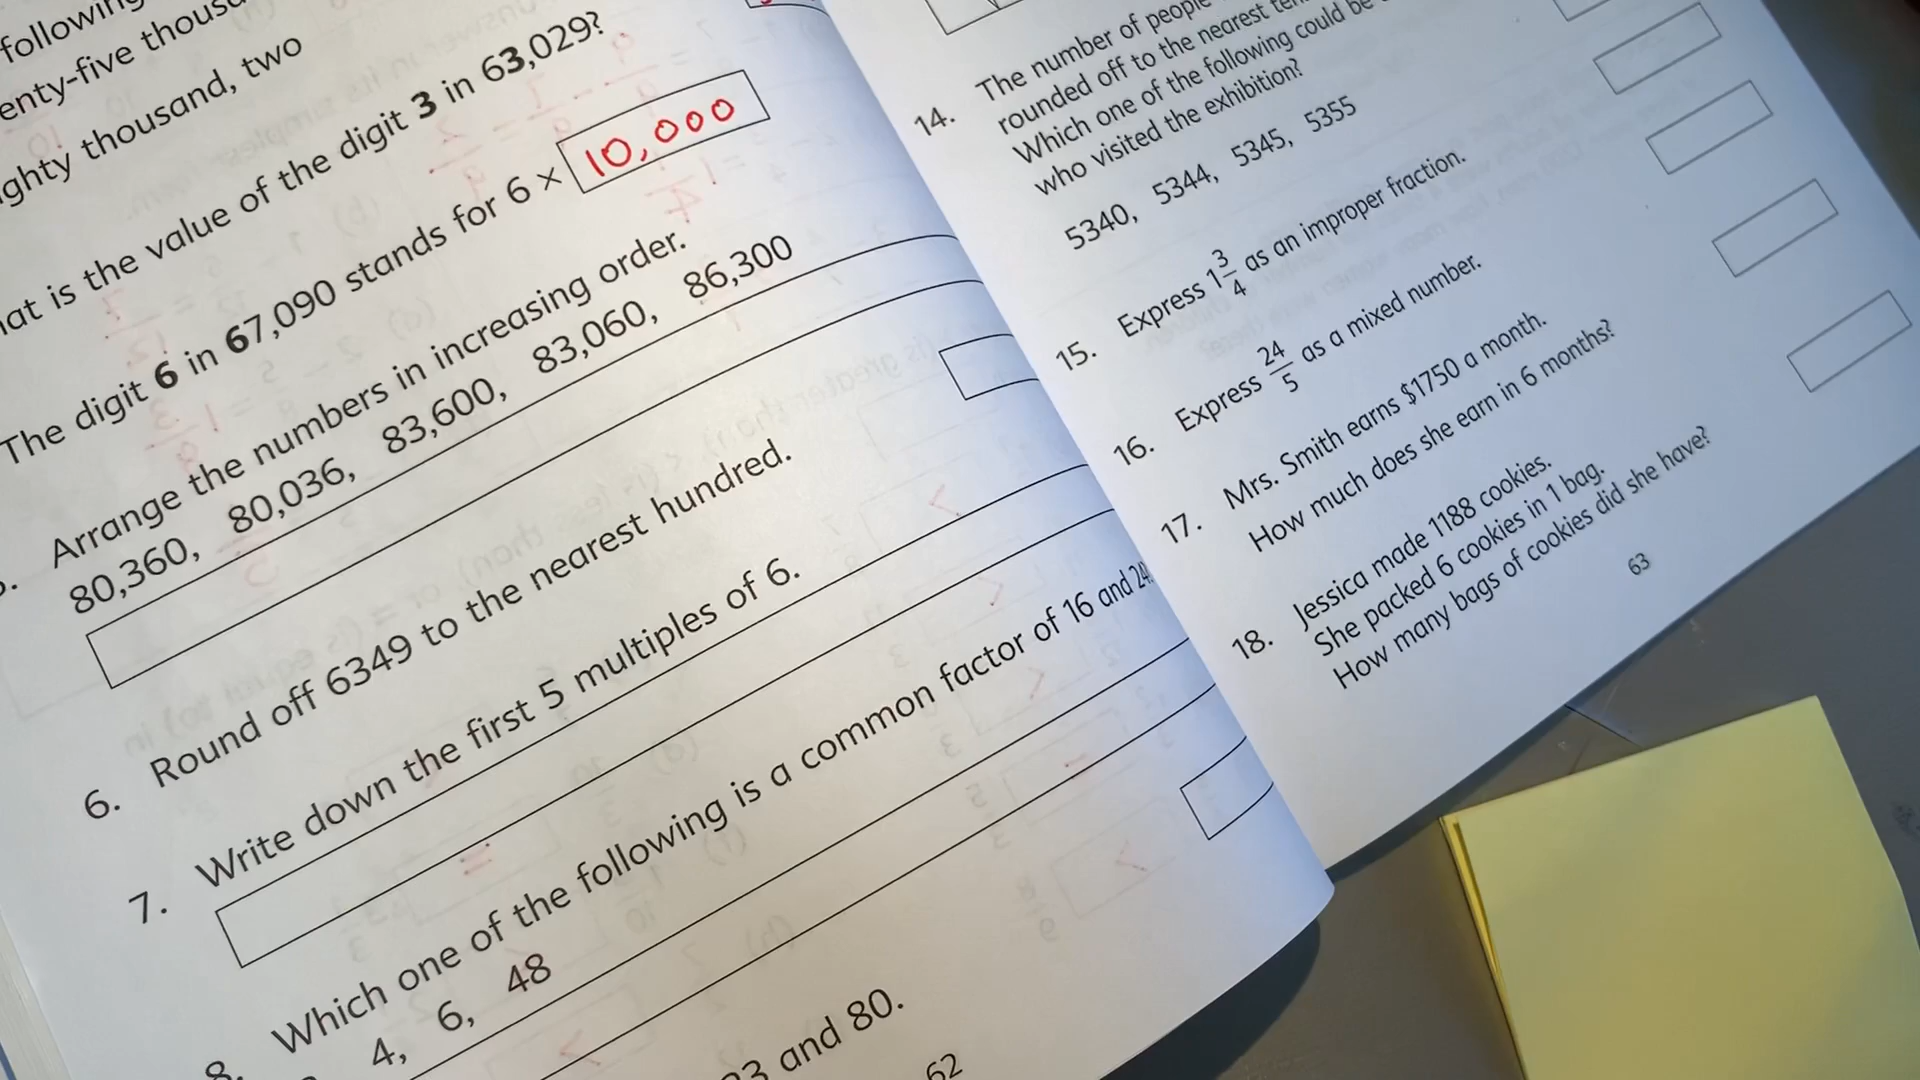 following
enty-five
ghty thousand, two
at is the value of the digit 3 in 63,029?
The digit 6 in 67,090 stands for 6 × 10,000
Arrange the numbers in increasing order.
80,360, 80,036, 83,600, 83,060, 86,300
6. Round off 6349 to the nearest hundred.
7. Write down the first 5 multiples of 6.
8. Which one of the following is a common factor of 16 and 24?
4, 6, 48
and 80.
62
14. The number of people
rounded off to the nearest
Which one of the following could be
who visited the exhibition?
5340, 5344, 5345, 5355
15. Express 1 3/4 as an improper fraction.
16. Express 24/5 as a mixed number.
17. Mrs. Smith earns $1750 a month.
How much does she earn in 6 months?
18. Jessica made 1188 cookies.
She packed 6 cookies in 1 bag.
How many bags of cookies did she have?
63